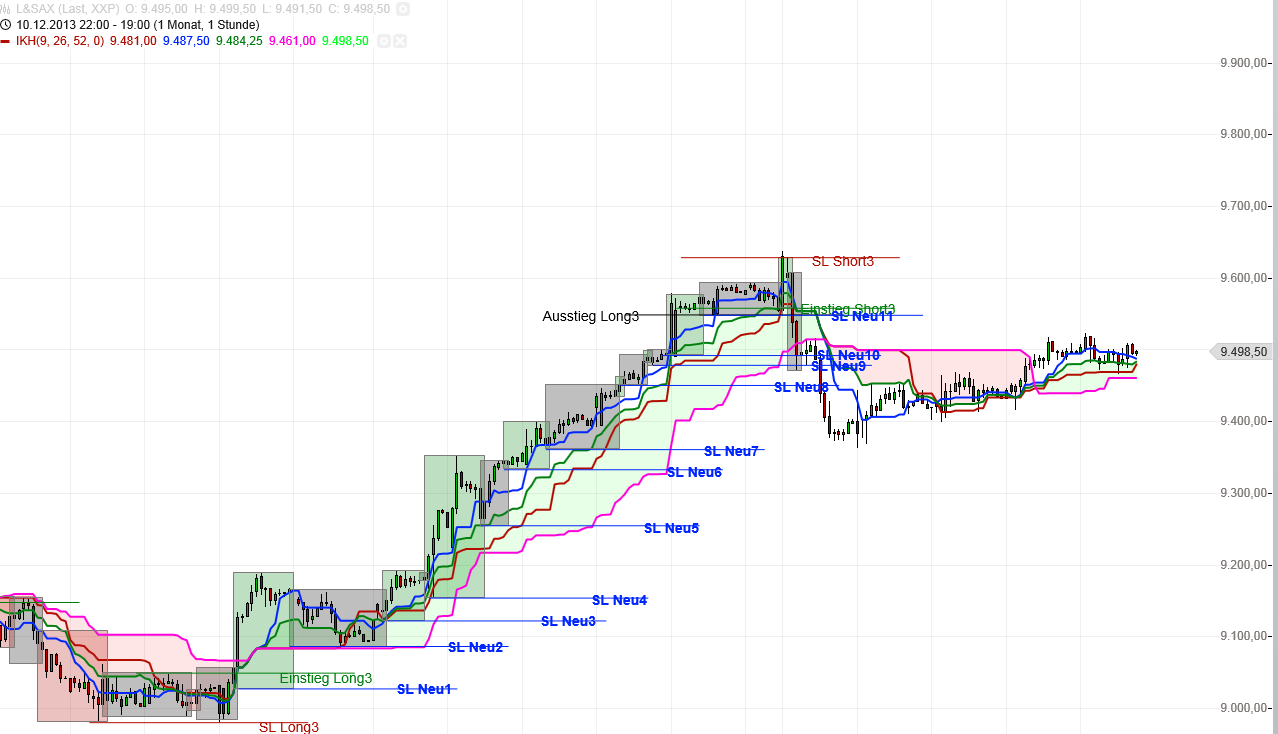 L&SAX (Last, XXP) O: 9.495,00 H: 9.499,50 L: 9.491,50 C: 9.498,50
10.12.2013 22:00 - 19:00 (1 Monat, 1 Stunde)
IKH(9, 26, 52, 0) 9.481,00 9.487,50 9.484,25 9.461,00 9.498,50
9.900,00
9.800,00
9.700,00
SL Short3
9.600,00
Einstieg Short3
Ausstieg Long3
SL Neu11
9.498,50
SL Neu10
SL Neu9
SL Neu8
9.400,00
SL Neu7
SL Neu6
9.300,00
SL Neu5
9.200,00
SL Neu4
SL Neu3
9.100,00
SL Neu2
Einstieg Long3
SL Neu1
9.000,00
SL Long3